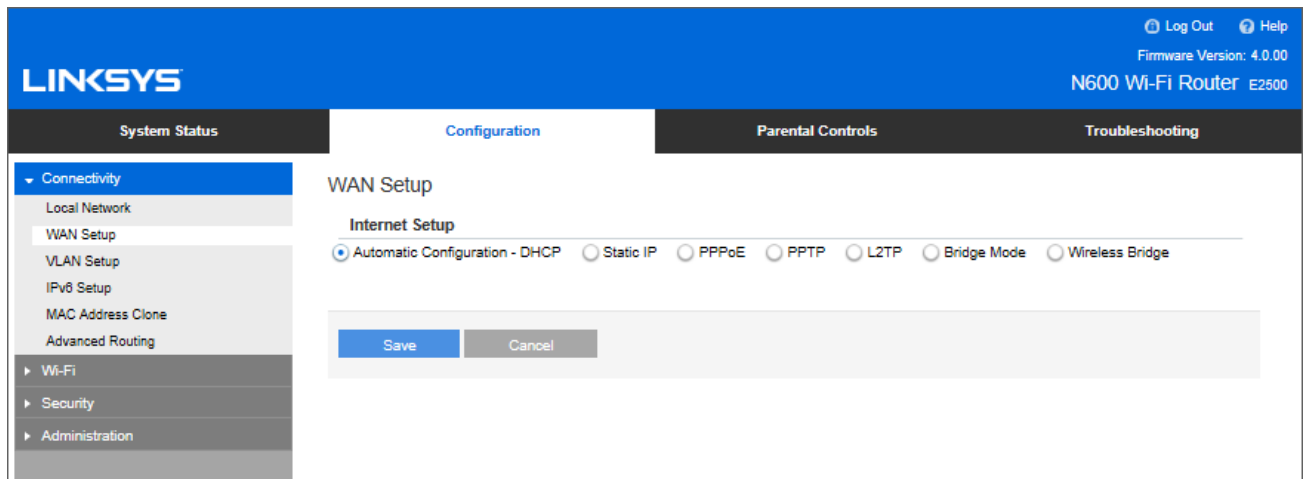 Log Out Help
Firmware Version: 4.0.00
LINKSYS
N600 Wi-Fi Router E2500
System Status Configuration Parental Controls Troubleshooting
Connectivity
Local Network
WAN Setup
VLAN Setup
IPv6 Setup
MAC Address Clone
Advanced Routing
Wi-Fi
Security
Administration
WAN Setup
Internet Setup
Automatic Configuration - DHCP Static IP PPPoE PPTP L2TP Bridge Mode Wireless Bridge
Save Cancel